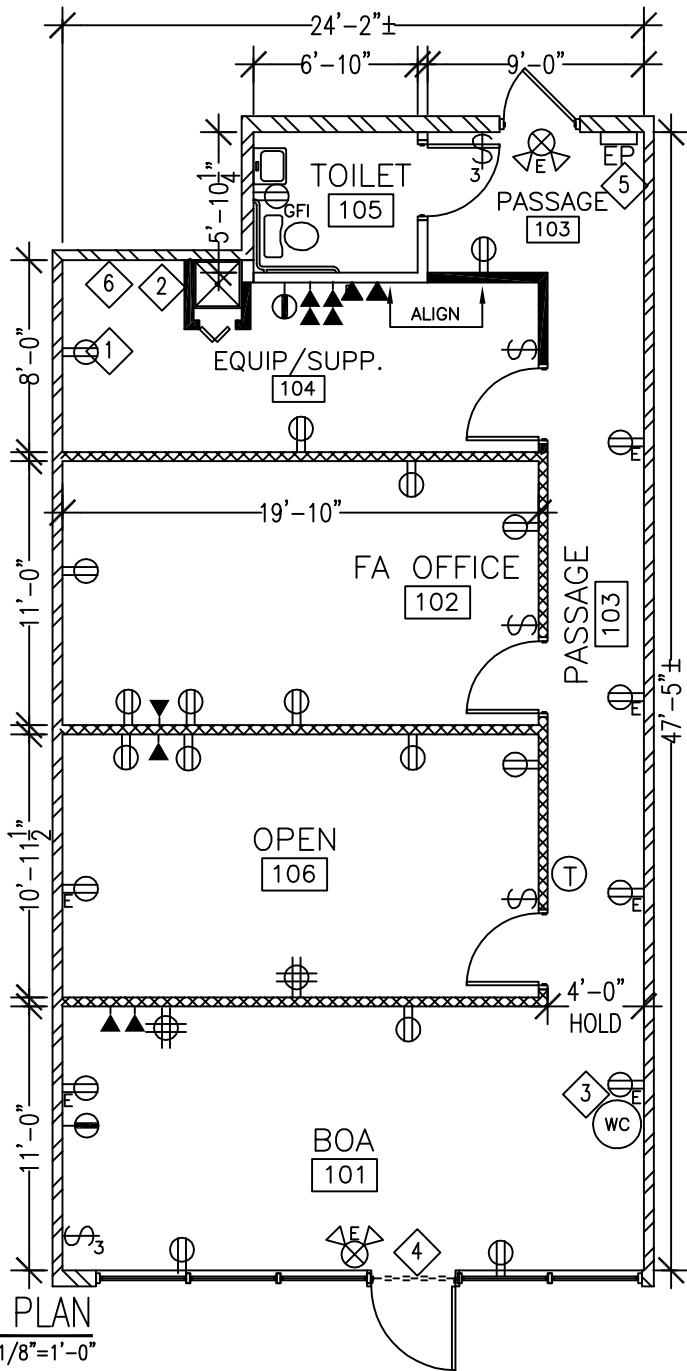 24'-2"±
6'-10"
9'-0"
5'-10 1/4"
TOILET
105
GFI
$3
E
EP
5
PASSAGE
103
6
2
1
8'-0"
ALIGN
EQUIP/SUPP.
104
$
E
19'-10"
FA OFFICE
102
$
11'-0"
PASSAGE
103
E
47'-5"±
OPEN
106
T
$
E
E
10'-11 1/2"
4'-0"
HOLD
3
E
WC
E
BOA
101
11'-0"
$3
E
4
PLAN
1/8"=1'-0"